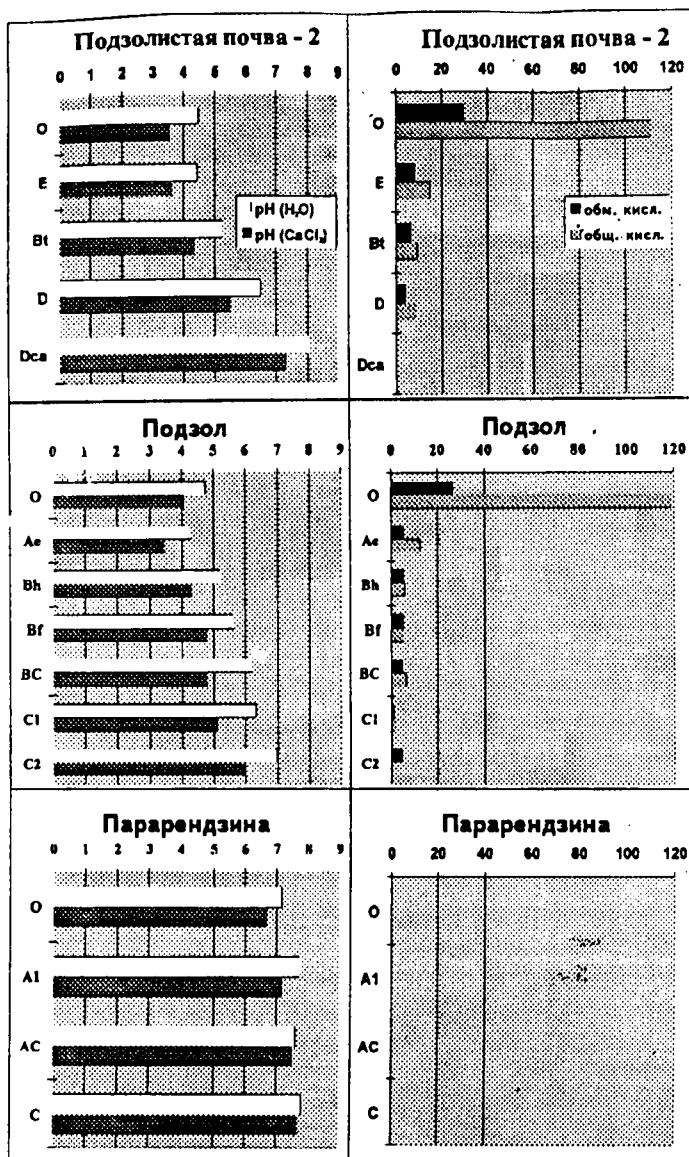 Подзолистая почва - 2
0 1 2 3 4 5 6 7 8 9
O
E
Bt
D
Dca
pH (H₂O)
pH (CaCl₂)
Подзолистая почва - 2
0 20 40 60 80 100 120
O
E
Bt
D
Dca
обм. кисл.
общ. кисл.
Подзол
0 1 2 3 4 5 6 7 8 9
O
Ae
Bh
Bf
BC
C1
C2
Подзол
0 20 40 60 80 100 120
O
Ae
Bh
Bf
BC
C1
C2
Парарендзина
0 1 2 3 4 5 6 7 8 9
O
A1
AC
C
Парарендзина
0 20 40 60 80 100 120
O
A1
AC
C